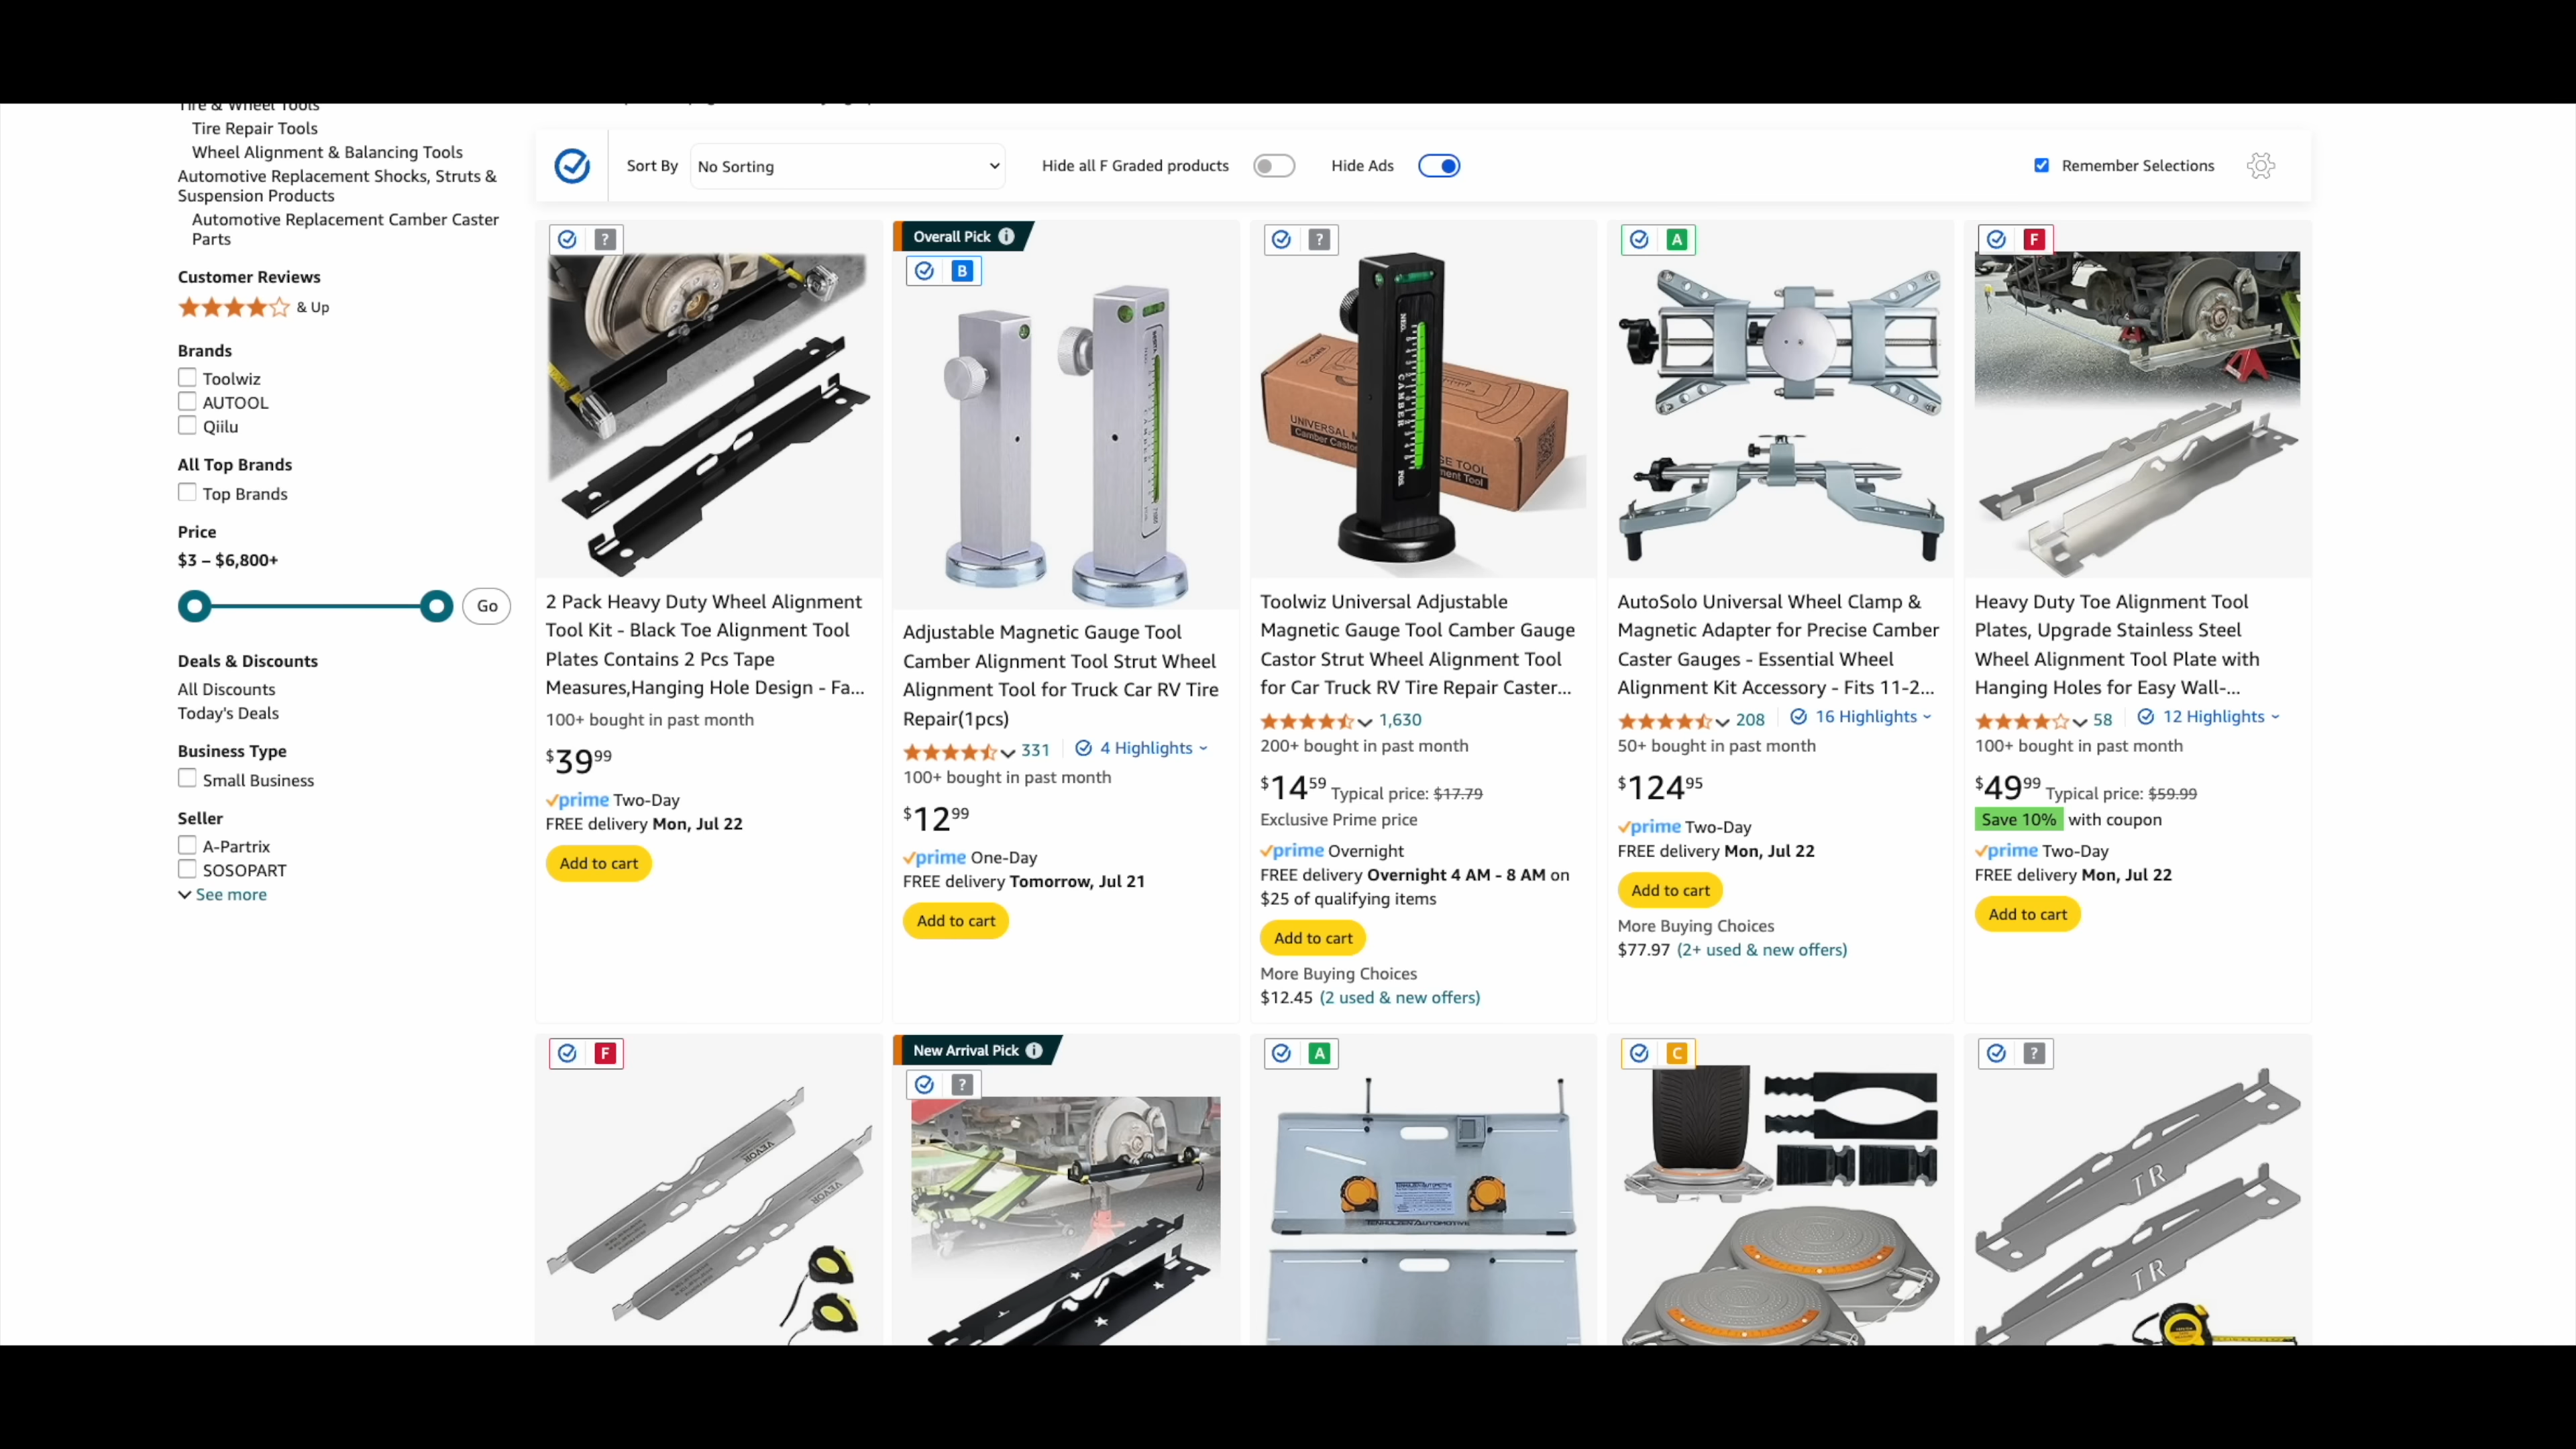 Tire & Wheel Tools
Tire Repair Tools
Wheel Alignment & Balancing Tools
Automotive Replacement Shocks, Struts &
Suspension Products
Automotive Replacement Camber Caster
Parts
Customer Reviews
& Up
Brands
Toolwiz
AUTOOL
Qiilu
All Top Brands
Top Brands
Price
$3 – $6,800+
Go
Deals & Discounts
All Discounts
Today's Deals
Business Type
Small Business
Seller
A-Partrix
SOSOPART
See more
Sort By
No Sorting
Hide all F Graded products
Hide Ads
Remember Selections
?
2 Pack Heavy Duty Wheel Alignment
Tool Kit - Black Toe Alignment Tool
Plates Contains 2 Pcs Tape
Measures,Hanging Hole Design - Fa...
100+ bought in past month
$39.99
prime Two-Day
FREE delivery Mon, Jul 22
Add to cart
Overall Pick
B
Adjustable Magnetic Gauge Tool
Camber Alignment Tool Strut Wheel
Alignment Tool for Truck Car RV Tire
Repair(1pcs)
331
4 Highlights
100+ bought in past month
$12.99
prime One-Day
FREE delivery Tomorrow, Jul 21
Add to cart
?
NEG.
CAMBER
POS.
Toolwiz
Toolwiz Universal Adjustable
Magnetic Gauge Tool Camber Gauge
Castor Strut Wheel Alignment Tool
for Car Truck RV Tire Repair Caster...
1,630
200+ bought in past month
$14.59 Typical price: $17.79
Exclusive Prime price
prime Overnight
FREE delivery Overnight 4 AM - 8 AM on
$25 of qualifying items
Add to cart
More Buying Choices
$12.45 (2 used & new offers)
A
AutoSolo Universal Wheel Clamp &
Magnetic Adapter for Precise Camber
Caster Gauges - Essential Wheel
Alignment Kit Accessory - Fits 11-2...
208
16 Highlights
50+ bought in past month
$124.95
prime Two-Day
FREE delivery Mon, Jul 22
Add to cart
More Buying Choices
$77.97 (2+ used & new offers)
F
Heavy Duty Toe Alignment Tool
Plates, Upgrade Stainless Steel
Wheel Alignment Tool Plate with
Hanging Holes for Easy Wall-...
58
12 Highlights
100+ bought in past month
$49.99 Typical price: $59.99
Save 10% with coupon
prime Two-Day
FREE delivery Mon, Jul 22
Add to cart
F
VEVOR
VEVOR
New Arrival Pick
?
A
TENHULZEN AUTOMOTIVE
C
?
TR
TR